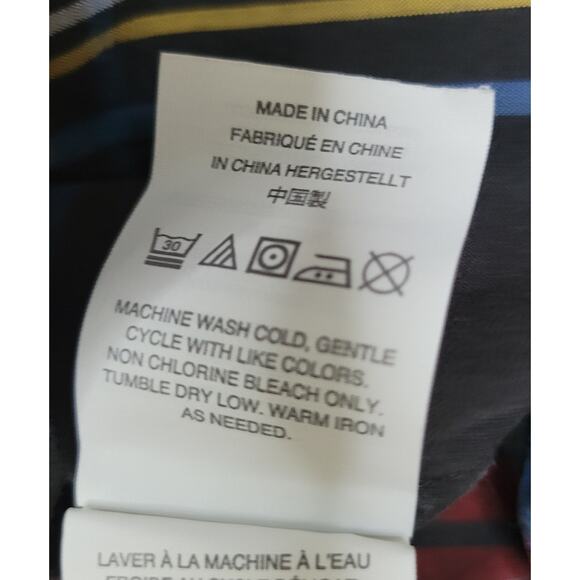 MADE IN CHINA
FABRIQUÉ EN CHINE
IN CHINA HERGESTELLT
中国製
30
MACHINE WASH COLD, GENTLE
CYCLE WITH LIKE COLORS.
NON CHLORINE BLEACH ONLY.
TUMBLE DRY LOW. WARM IRON
AS NEEDED.
LAVER À LA MACHINE À L'EAU